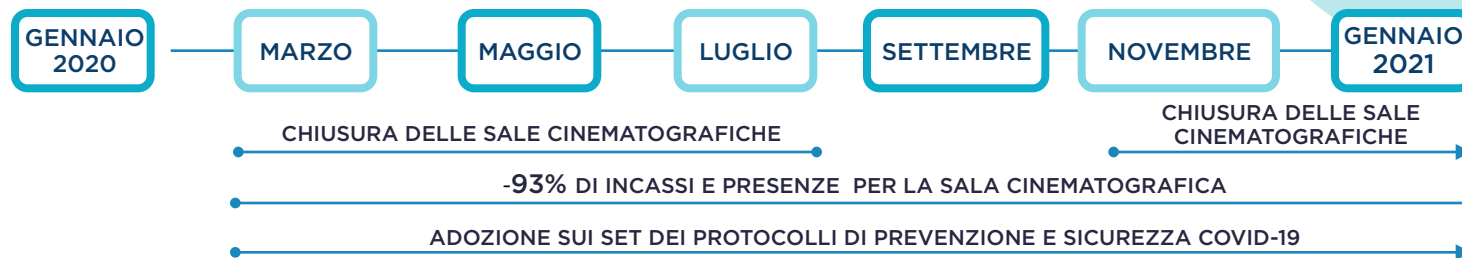 GENNAIO
2020
MARZO
MAGGIO
LUGLIO
SETTEMBRE
NOVEMBRE
GENNAIO
2021
CHIUSURA DELLE SALE CINEMATOGRAFICHE
CHIUSURA DELLE SALE
CINEMATOGRAFICHE
-93% DI INCASSI E PRESENZE PER LA SALA CINEMATOGRAFICA
ADOZIONE SUI SET DEI PROTOCOLLI DI PREVENZIONE E SICUREZZA COVID-19